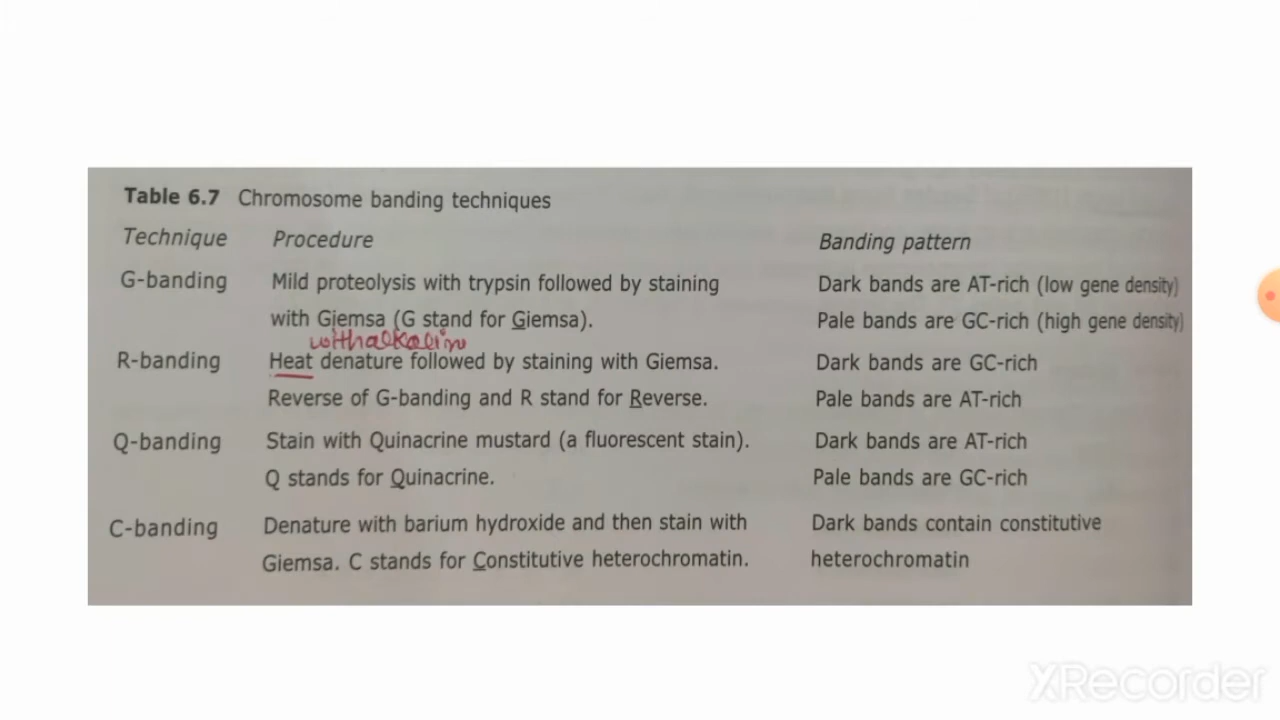 Table 6.7 Chromosome banding techniques
Technique Procedure Banding pattern
G-banding Mild proteolysis with trypsin followed by staining Dark bands are AT-rich (low gene density)
with Giemsa (G stand for Giemsa). Pale bands are GC-rich (high gene density)
with alkalin
R-banding Heat denature followed by staining with Giemsa. Dark bands are GC-rich
Reverse of G-banding and R stand for Reverse. Pale bands are AT-rich
Q-banding Stain with Quinacrine mustard (a fluorescent stain). Dark bands are AT-rich
Q stands for Quinacrine. Pale bands are GC-rich
C-banding Denature with barium hydroxide and then stain with Dark bands contain constitutive
Giemsa. C stands for Constitutive heterochromatin. heterochromatin
XRecorder